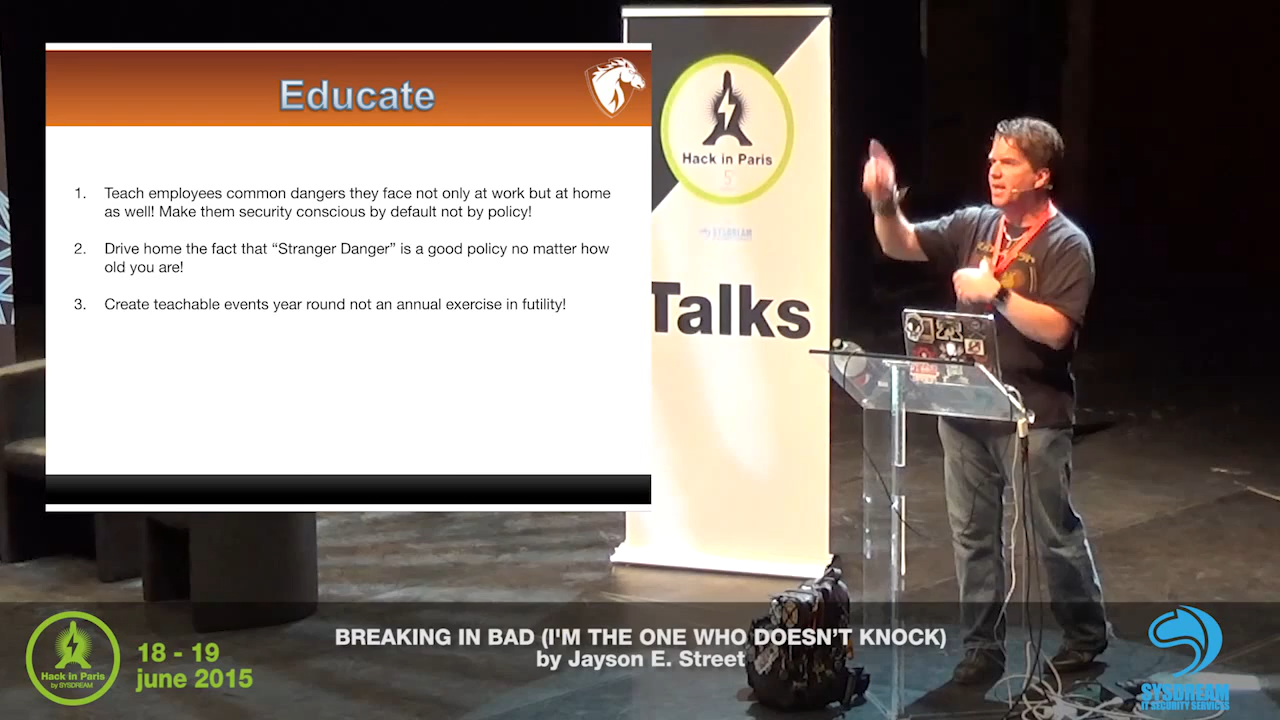 Educate
1. Teach employees common dangers they face not only at work but at home
as well! Make them security conscious by default not by policy!
2. Drive home the fact that “Stranger Danger” is a good policy no matter how
old you are!
3. Create teachable events year round not an annual exercise in futility!
Hack in Paris
SYSDREAM
Talks
Hack in Paris
by SYSDREAM
18 - 19
june 2015
BREAKING IN BAD (I'M THE ONE WHO DOESN’T KNOCK)
by Jayson E. Street
SYSDREAM
IT SECURITY SERVICES